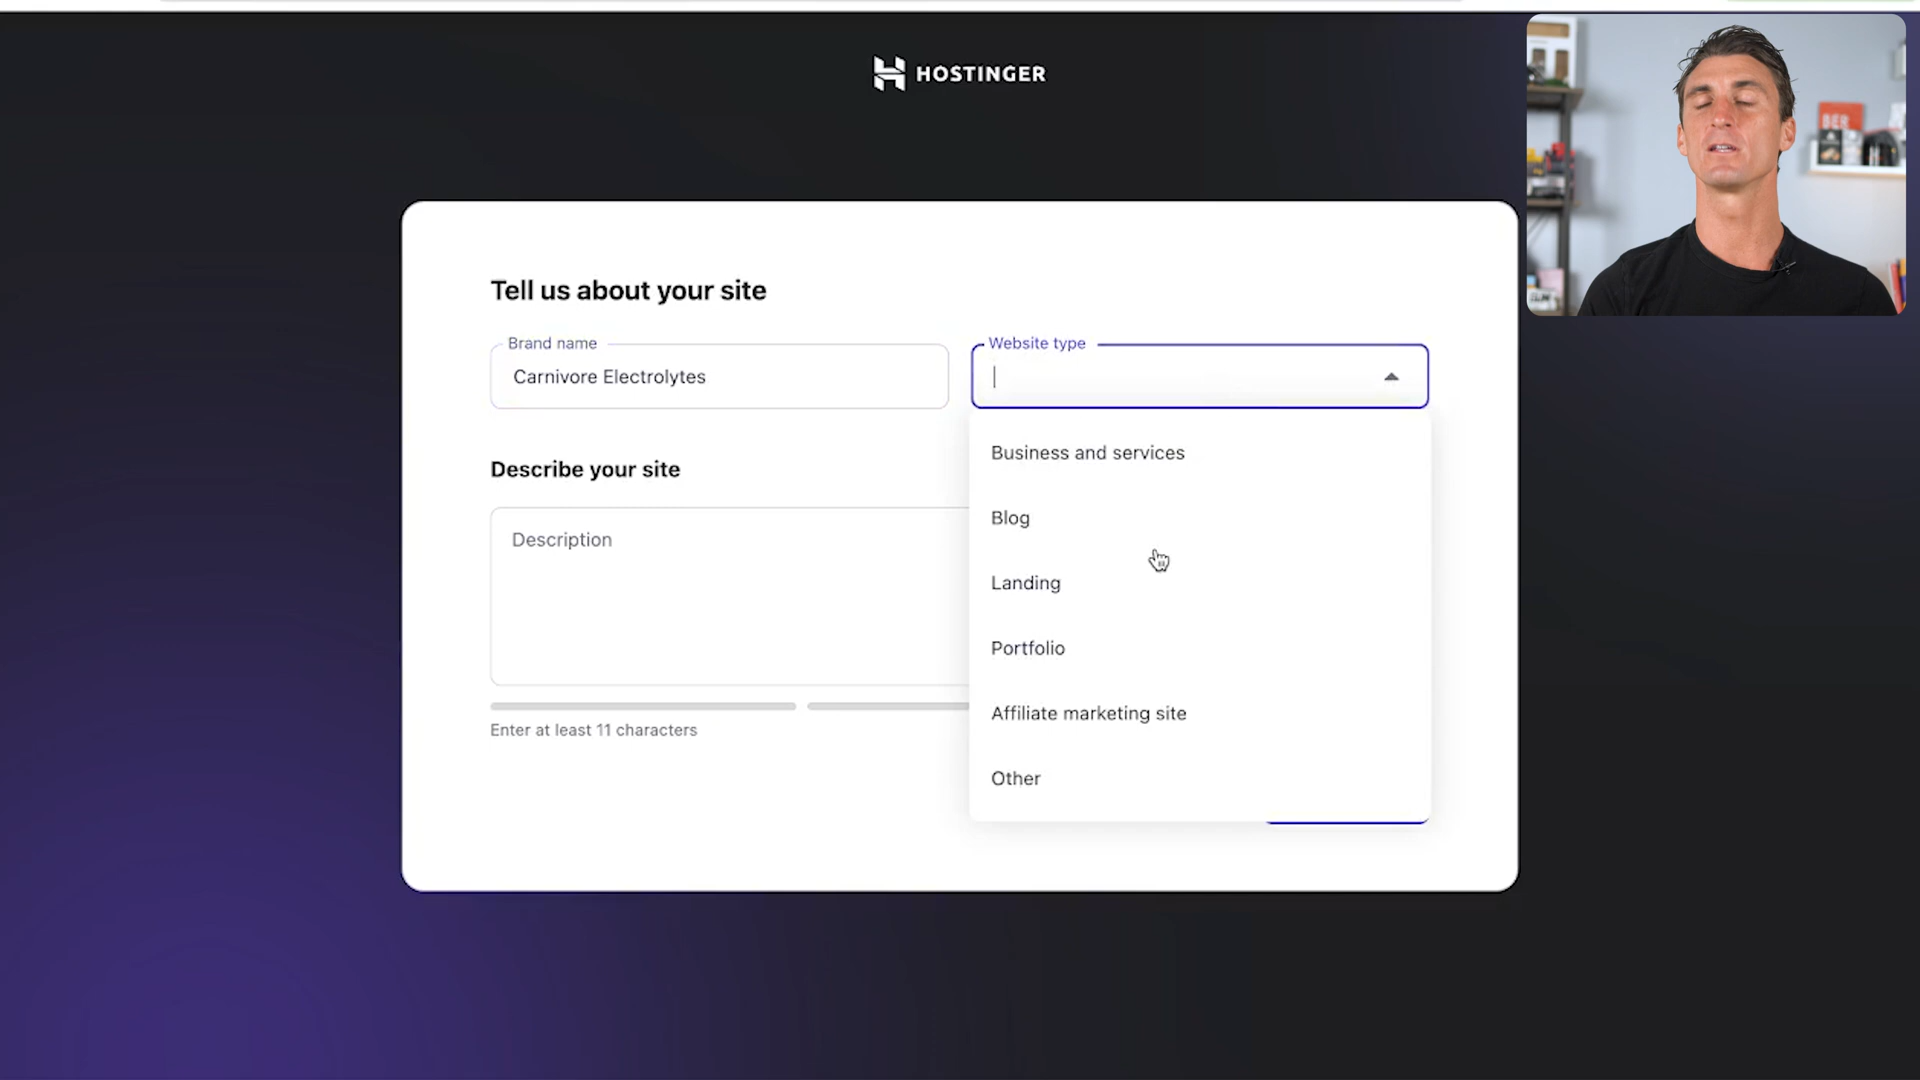 HOSTINGER
Tell us about your site
Brand name
Carnivore Electrolytes
Website type
Business and services
Blog
Landing
Portfolio
Affiliate marketing site
Other
Describe your site
Description
Enter at least 11 characters